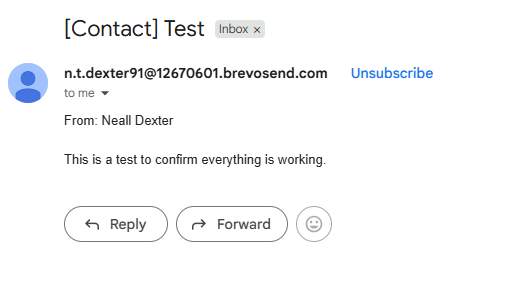 [Contact] Test Inbox ×
n.t.dexter91@12670601.brevosend.com Unsubscribe
to me
From: Neall Dexter
This is a test to confirm everything is working.
Reply Forward